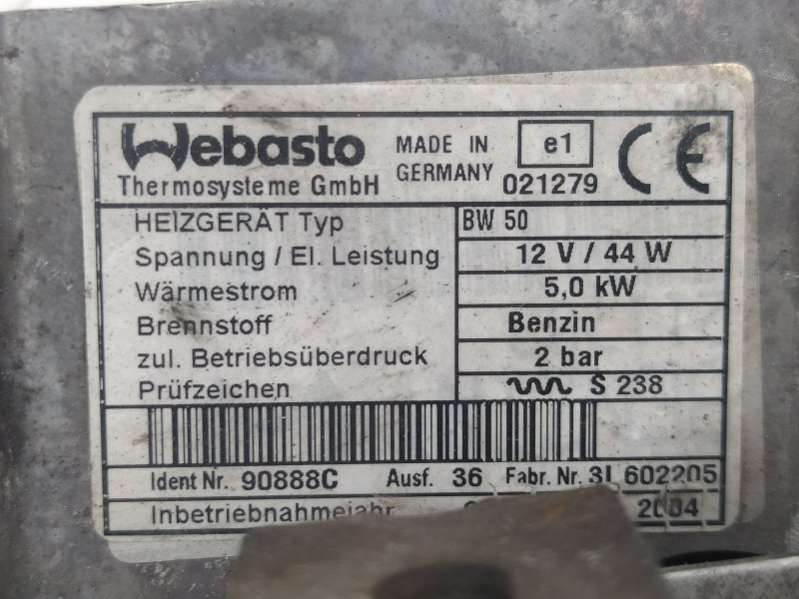 Webasto
Thermosysteme GmbH
MADE IN
GERMANY
e1
021279
CE
HEIZGERÄT Typ BW 50
Spannung / El. Leistung 12 V / 44 W
Wärmestrom 5,0 kW
Brennstoff Benzin
zul. Betriebsüberdruck 2 bar
Prüfzeichen S 238
Ident Nr. 90888C Ausf. 36 Fabr. Nr. 602205
Inbetriebnahmejahr 2004